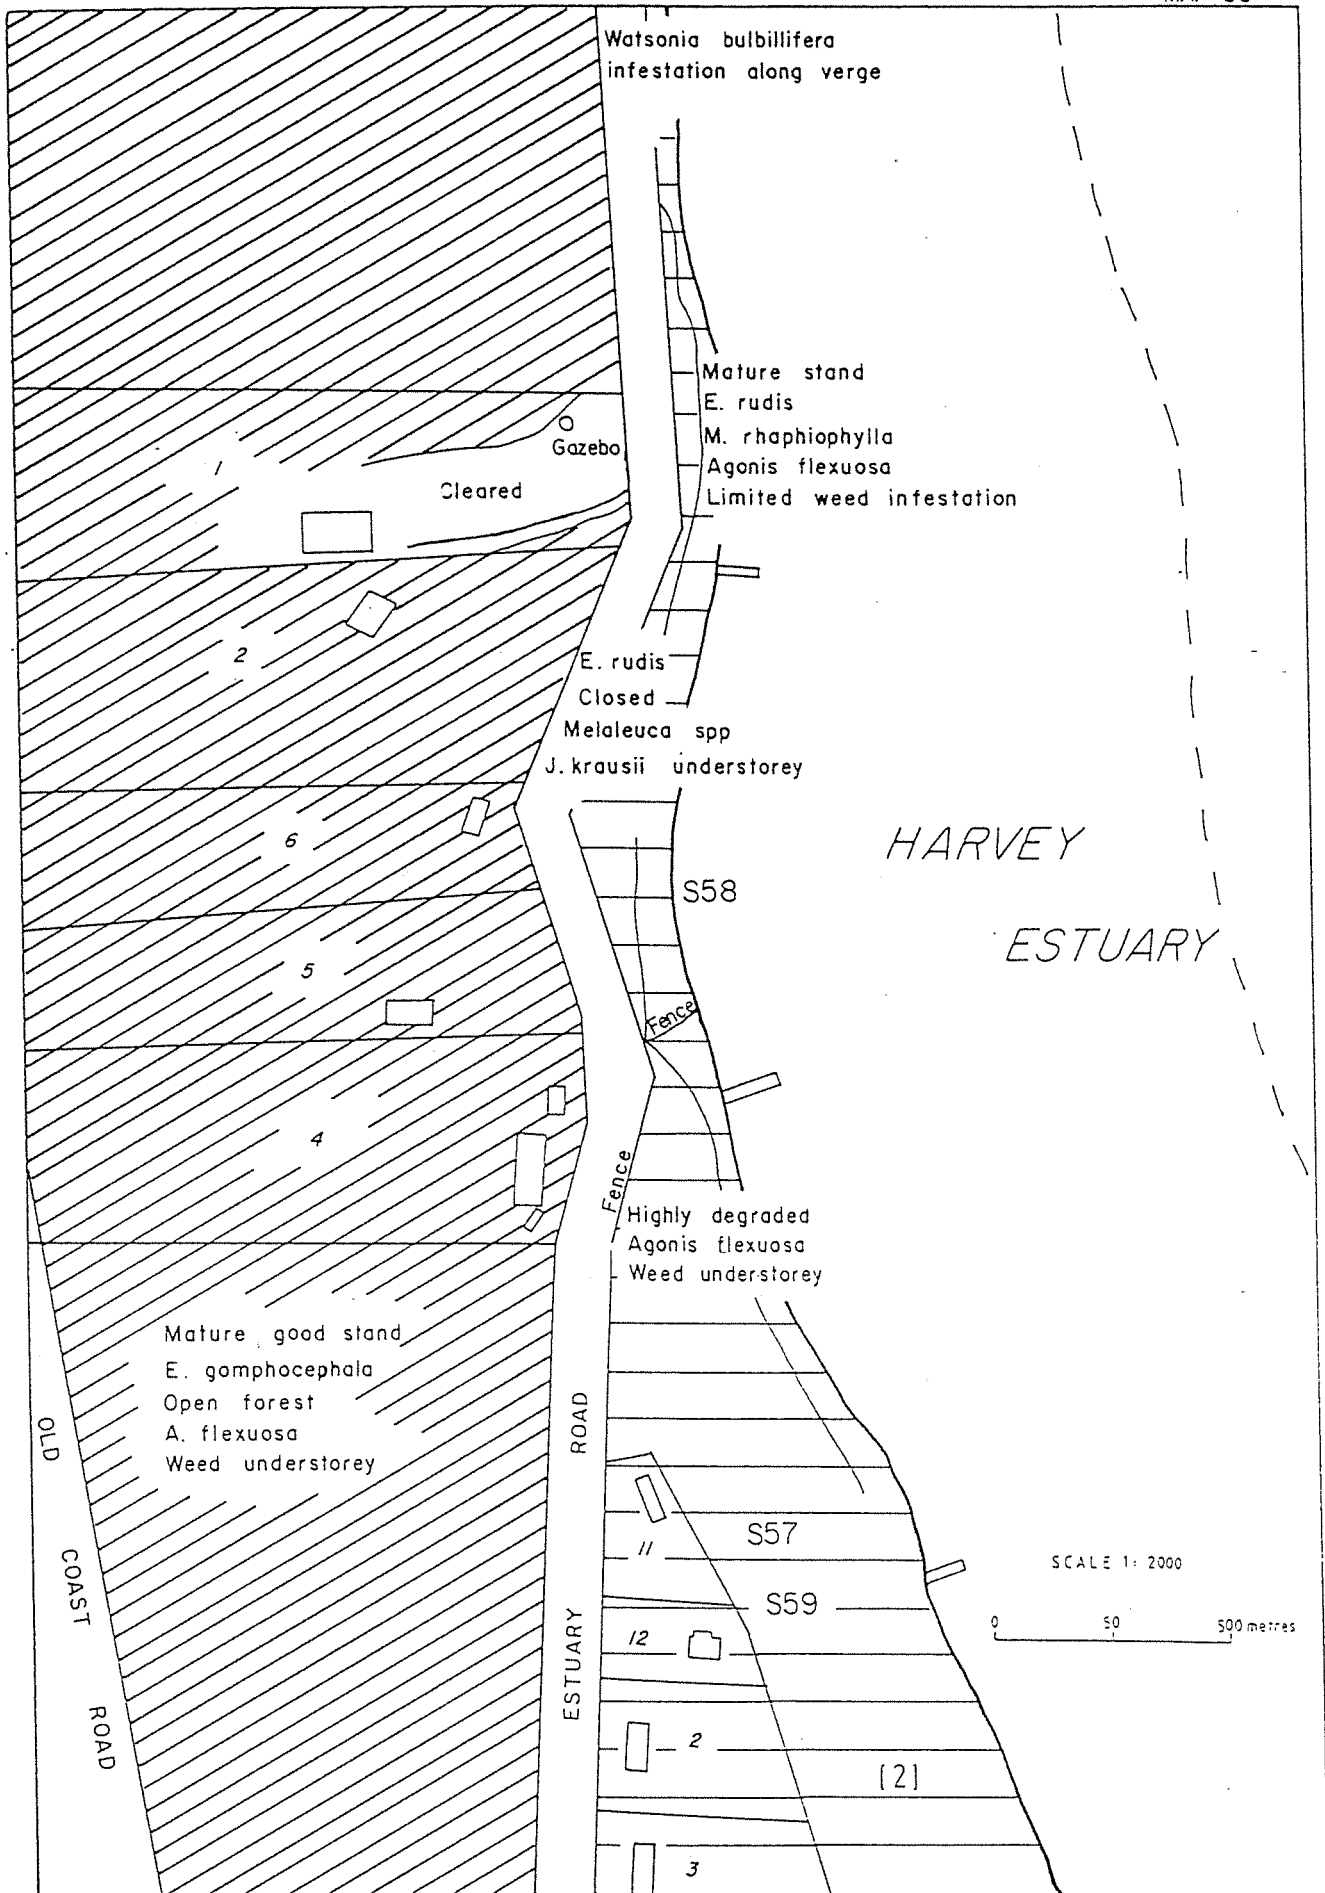 Watsonia bulbillifera
infestation along verge
Mature stand
E. rudis
M. rhaphiophylla
Agonis flexuosa
Limited weed infestation
Gazebo
1
Cleared
2
E. rudis
Closed
Melaleuca spp
J. krausii understorey
6
S58
HARVEY
ESTUARY
5
Fence
4
Fence
Highly degraded
Agonis flexuosa
Weed understorey
Mature good stand
E. gomphocephala
Open forest
A. flexuosa
Weed understorey
OLD
COAST
ROAD
ESTUARY
ROAD
S57
11
S59
12
SCALE 1: 2000
0 50 500 metres
2
[2]
3